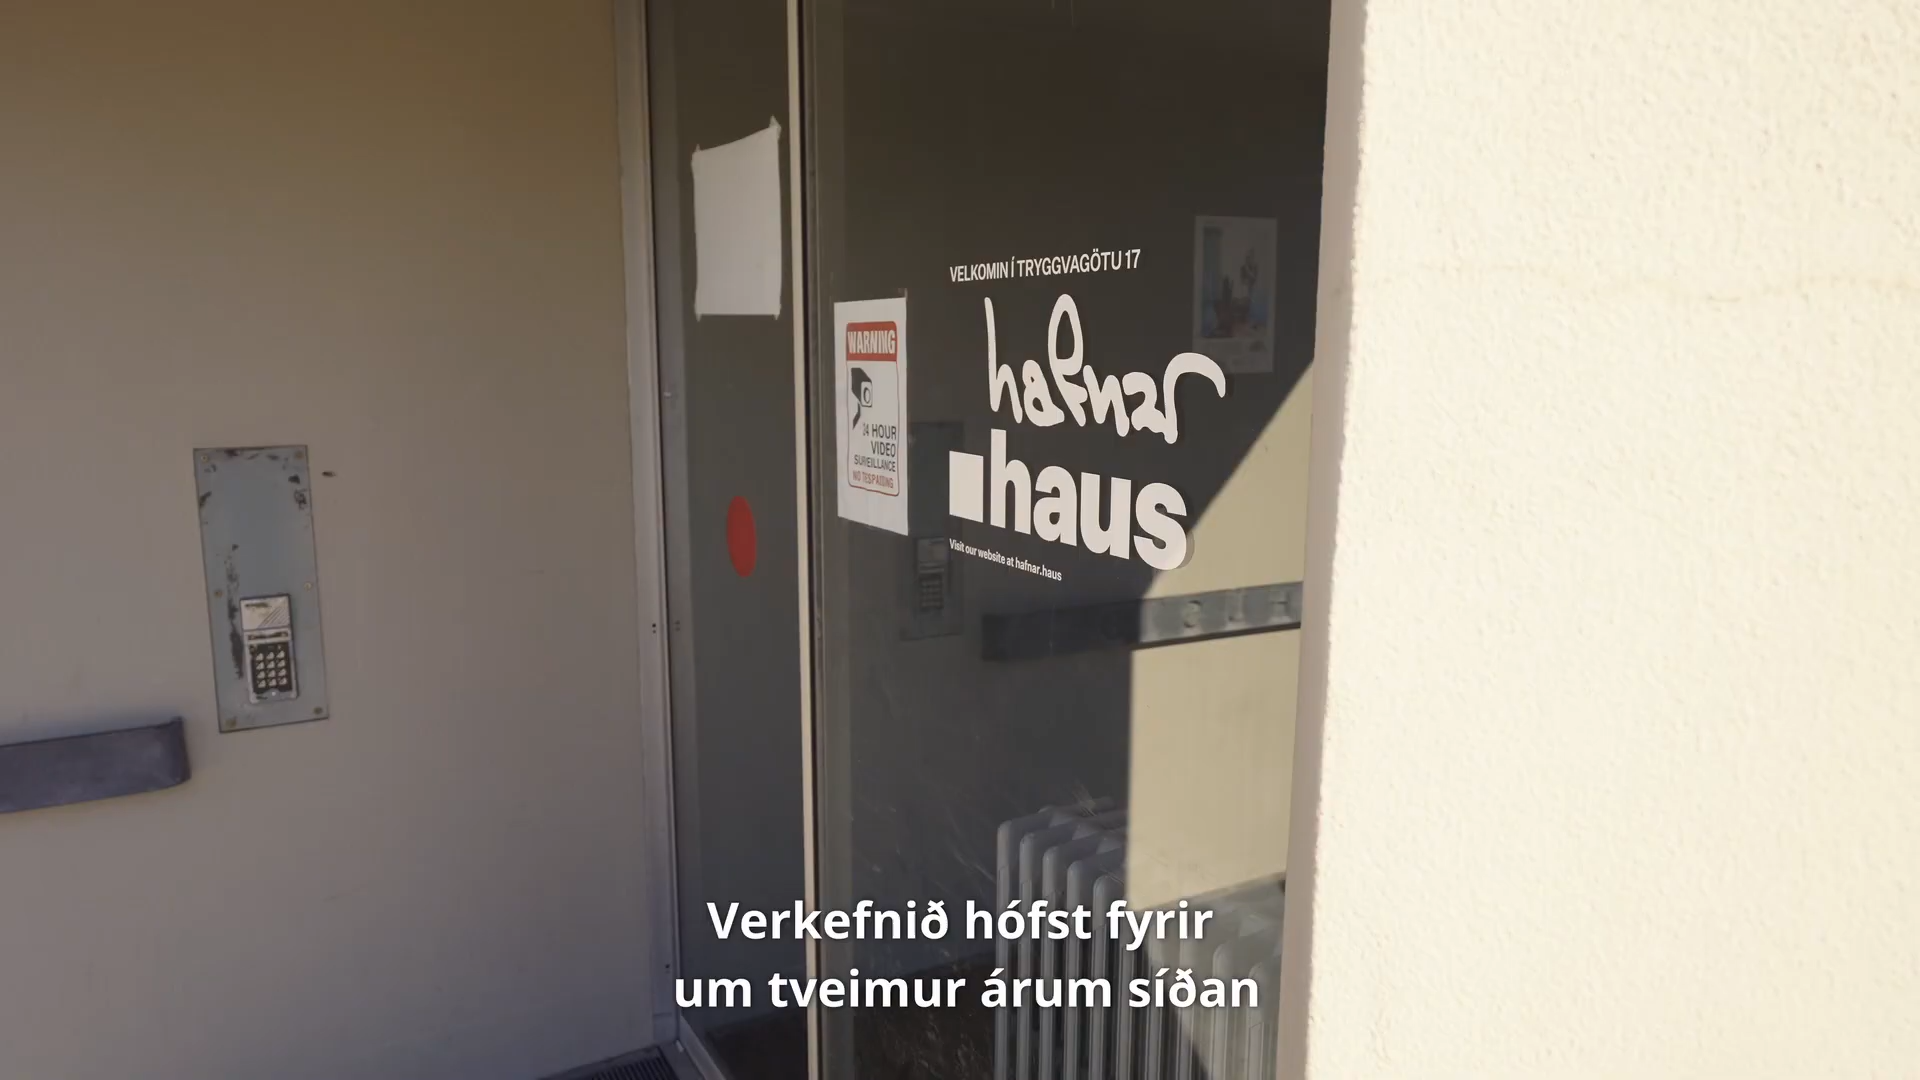 VELKOMIN Í TRYGGVAGÖTU 17
hafnar
haus
Visit our website at hafnar.haus
WARNING
24 HOUR
VIDEO
SURVEILLANCE
NO TESPASSING
Verkefnið hófst fyrir
um tveimur árum síðan